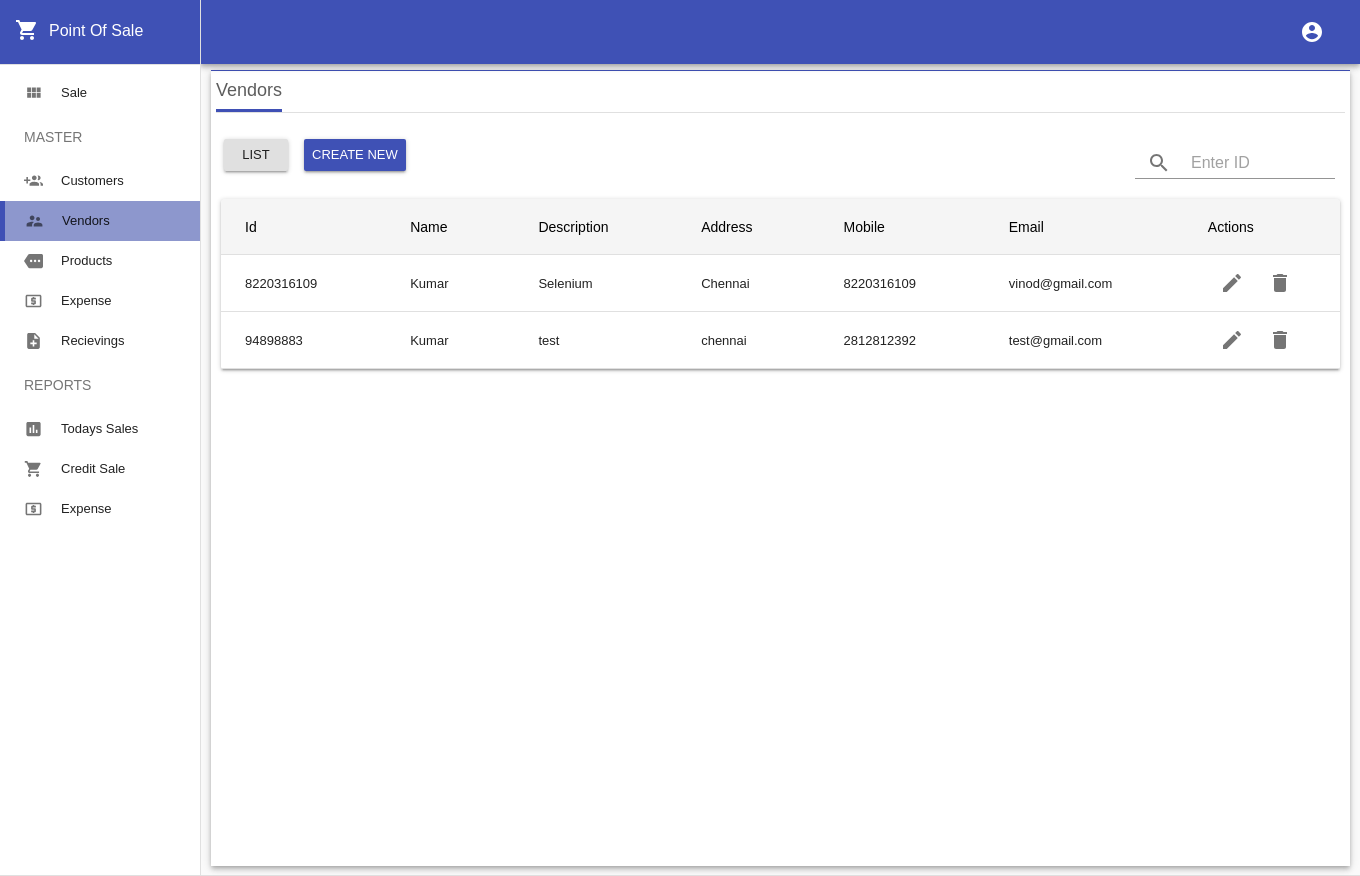 Point Of Sale
Sale
MASTER
Customers
Vendors
Products
Expense
Recievings
REPORTS
Todays Sales
Credit Sale
Expense
Vendors
LIST CREATE NEW
Enter ID
Id Name Description Address Mobile Email Actions
8220316109 Kumar Selenium Chennai 8220316109 vinod@gmail.com
94898883 Kumar test chennai 2812812392 test@gmail.com